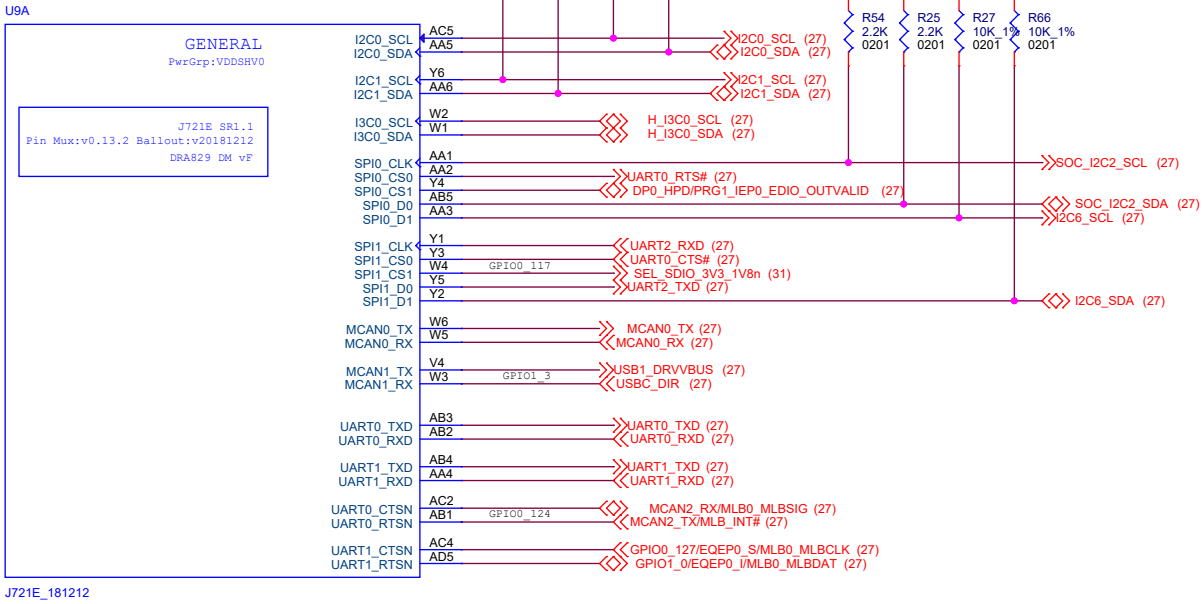 U9A
GENERAL
PwrGrp:VDDSHV0
J721E SR1.1
Pin Mux:v0.13.2 Ballout:v20181212
DRA829 DM vF
R54 2.2K 0201
R25 2.2K 0201
R27 10K_1% 0201
R66 10K_1% 0201
I2C0_SCL AC5 I2C0_SCL (27)
I2C0_SDA AA5 I2C0_SDA (27)
I2C1_SCL Y6 I2C1_SCL (27)
I2C1_SDA AA6 I2C1_SDA (27)
I3C0_SCL W2 H_I3C0_SCL (27)
I3C0_SDA W1 H_I3C0_SDA (27)
SPI0_CLK AA1 SOC_I2C2_SCL (27)
SPI0_CS0 AA2 UART0_RTS# (27)
SPI0_CS1 Y4 DP0_HPD/PRG1_IEP0_EDIO_OUTVALID (27)
SPI0_D0 AB5 SOC_I2C2_SDA (27)
SPI0_D1 AA3 I2C6_SCL (27)
SPI1_CLK Y1 UART2_RXD (27)
SPI1_CS0 Y3 UART0_CTS# (27)
SPI1_CS1 W4 GPIO0_117 SEL_SDIO_3V3_1V8n (31)
SPI1_D0 Y5 UART2_TXD (27)
SPI1_D1 Y2 I2C6_SDA (27)
MCAN0_TX W6 MCAN0_TX (27)
MCAN0_RX W5 MCAN0_RX (27)
MCAN1_TX V4 USB1_DRVVBUS (27)
MCAN1_RX W3 GPIO1_3 USBC_DIR (27)
UART0_TXD AB3 UART0_TXD (27)
UART0_RXD AB2 UART0_RXD (27)
UART1_TXD AB4 UART1_TXD (27)
UART1_RXD AA4 UART1_RXD (27)
UART0_CTSN AC2 MCAN2_RX/MLB0_MLBSIG (27)
UART0_RTSN AB1 GPIO0_124 MCAN2_TX/MLB_INT# (27)
UART1_CTSN AC4 GPIO0_127/EQEP0_S/MLB0_MLBCLK (27)
UART1_RTSN AD5 GPIO1_0/EQEP0_I/MLB0_MLBDAT (27)
J721E_181212